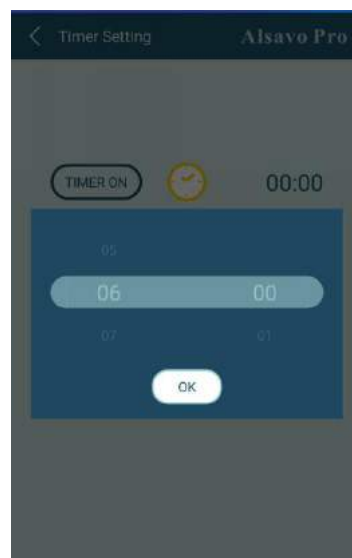 Timer Setting Alsavo Pro
TIMER ON 00:00
05
06 00
07 01
OK